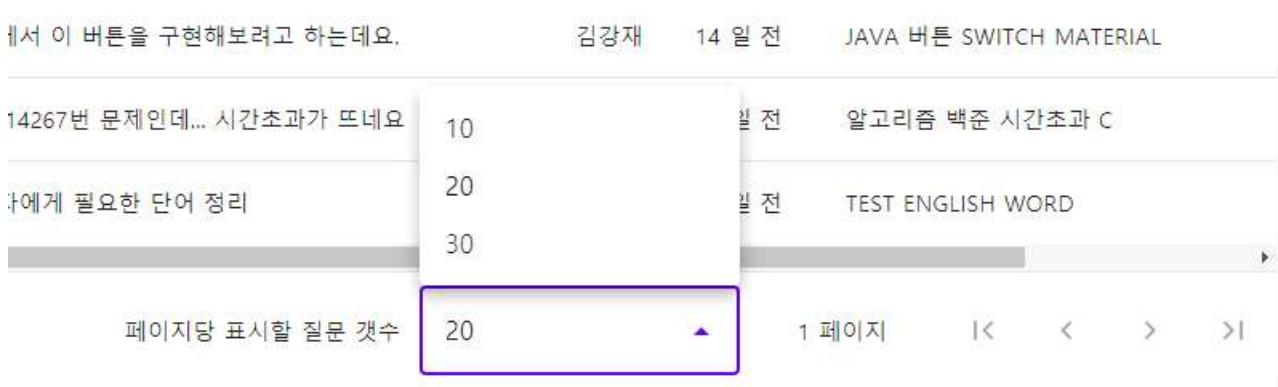 에서 이 버튼을 구현해보려고 하는데요. 김강재 14 일 전 JAVA 버튼 SWITCH MATERIAL
14267번 문제인데... 시간초과가 뜨네요 일 전 알고리즘 백준 시간초과 C
에게 필요한 단어 정리 일 전 TEST ENGLISH WORD
10
20
30
페이지당 표시할 질문 갯수 20 1 페이지